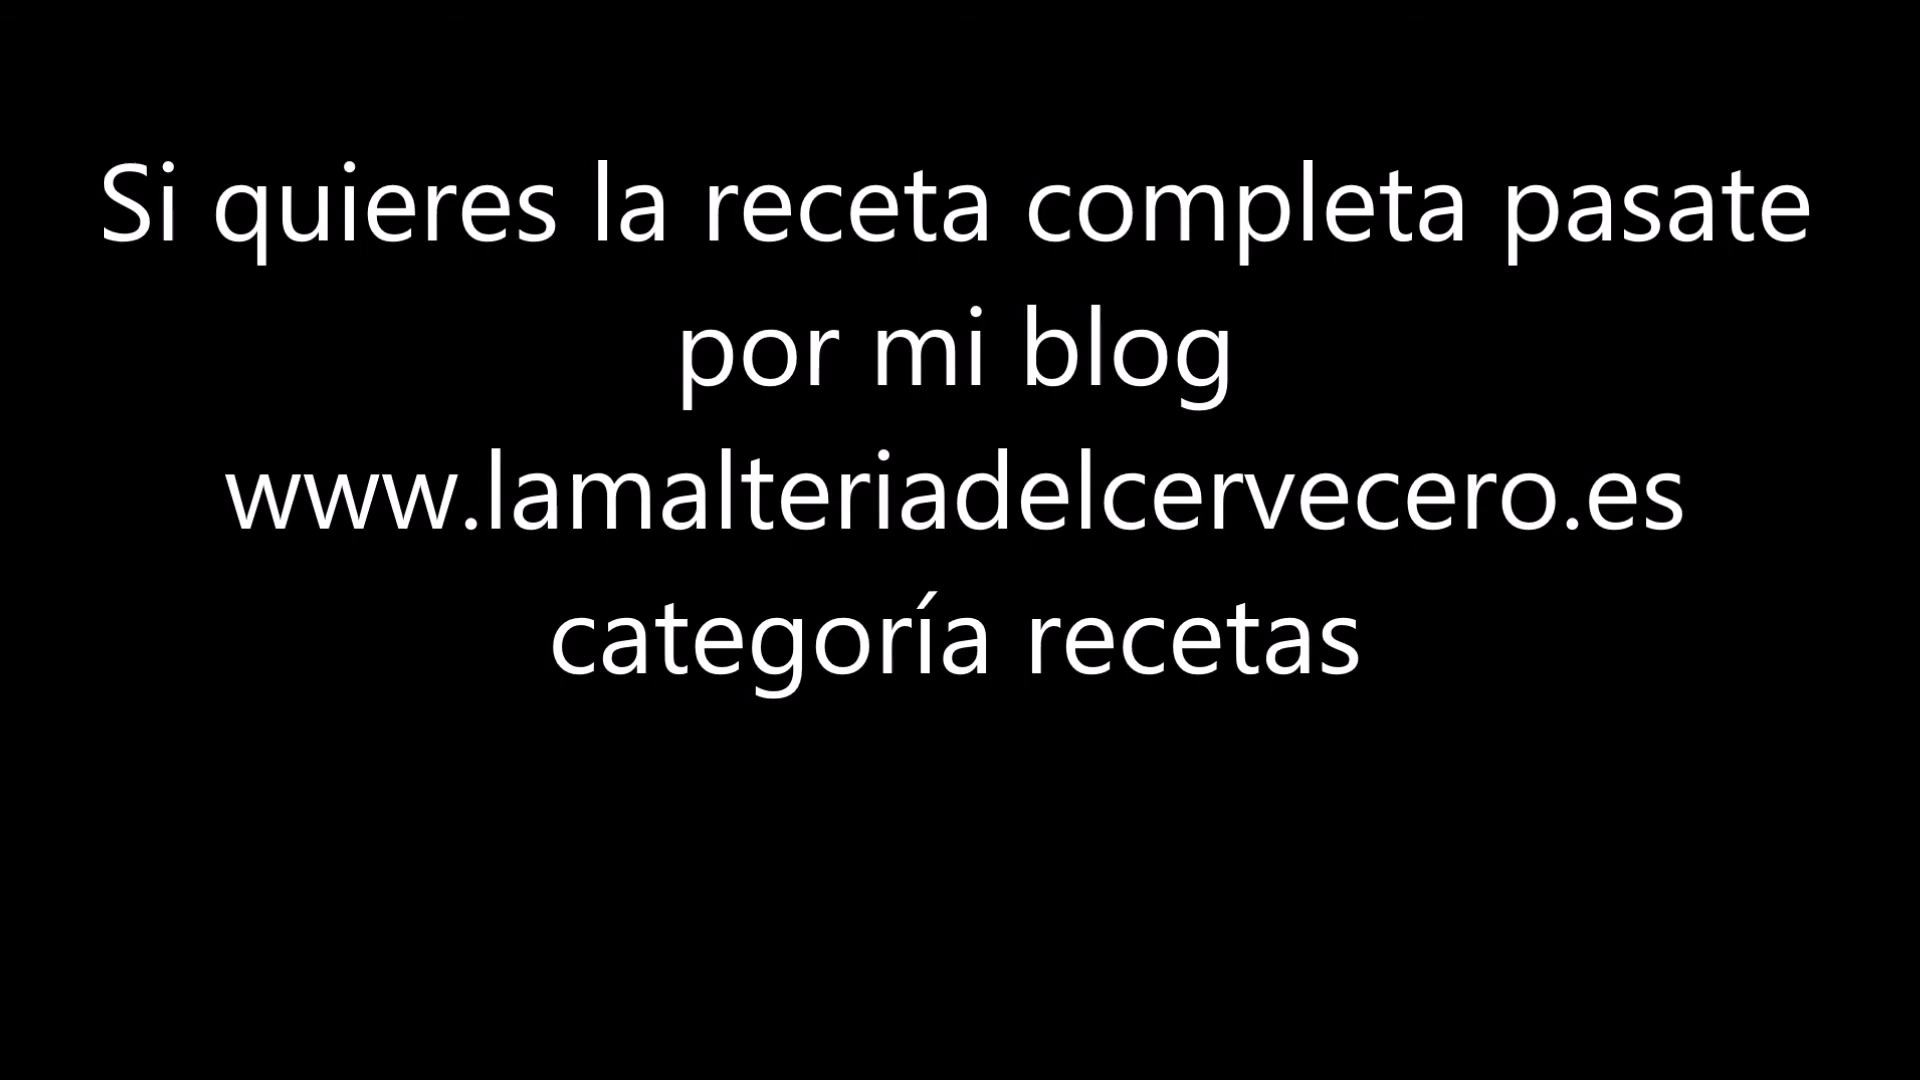 Si quieres la receta completa pasate
por mi blog
www.lamalteriadelcervecero.es
categoría recetas